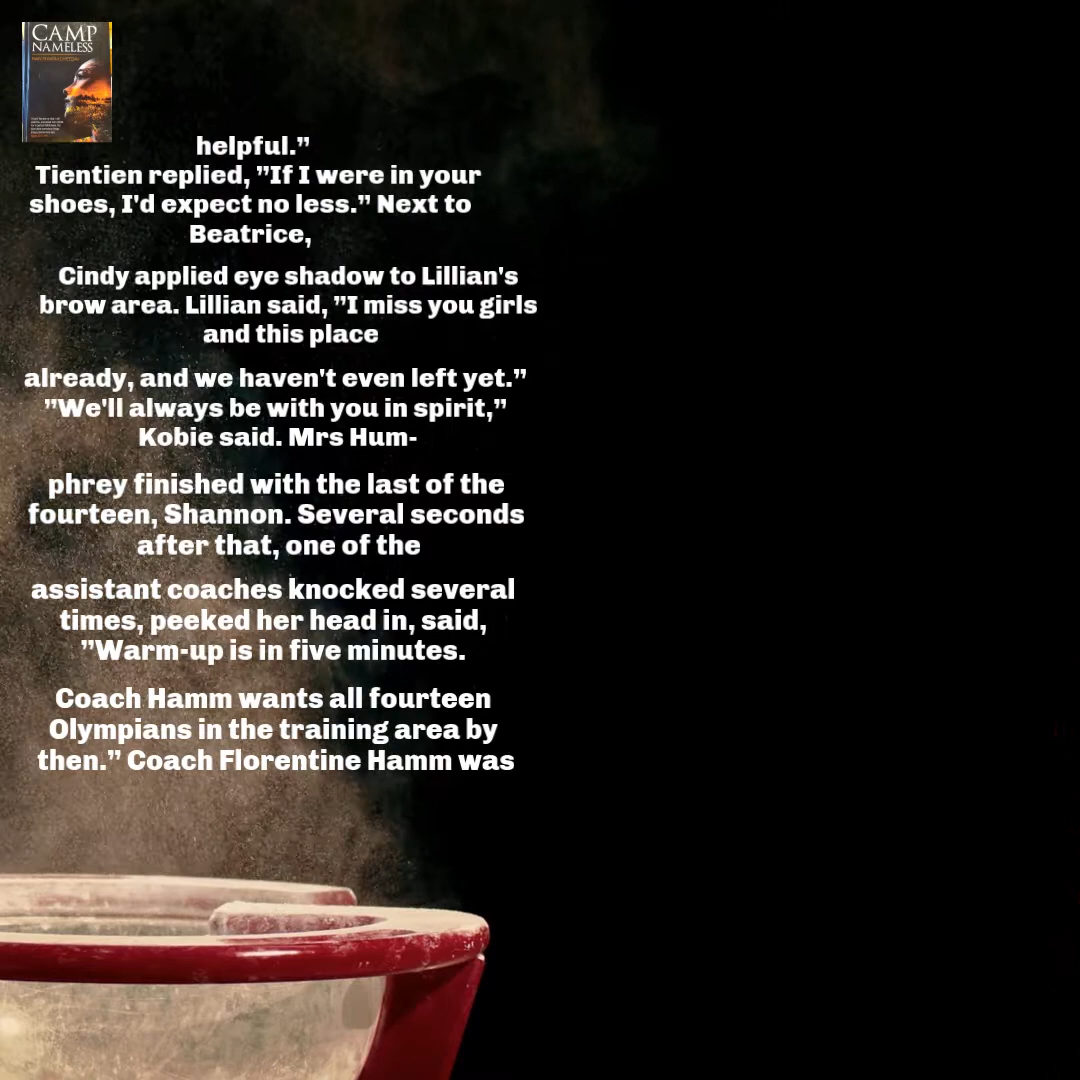 CAMP
NAMELESS
helpful.”
Tientien replied, ”If I were in your
shoes, I'd expect no less.” Next to
Beatrice,
Cindy applied eye shadow to Lillian's
brow area. Lillian said, ”I miss you girls
and this place
already, and we haven't even left yet.”
”We'll always be with you in spirit,”
Kobie said. Mrs Hum-
phrey finished with the last of the
fourteen, Shannon. Several seconds
after that, one of the
assistant coaches knocked several
times, peeked her head in, said,
”Warm-up is in five minutes.
Coach Hamm wants all fourteen
Olympians in the training area by
then.” Coach Florentine Hamm was